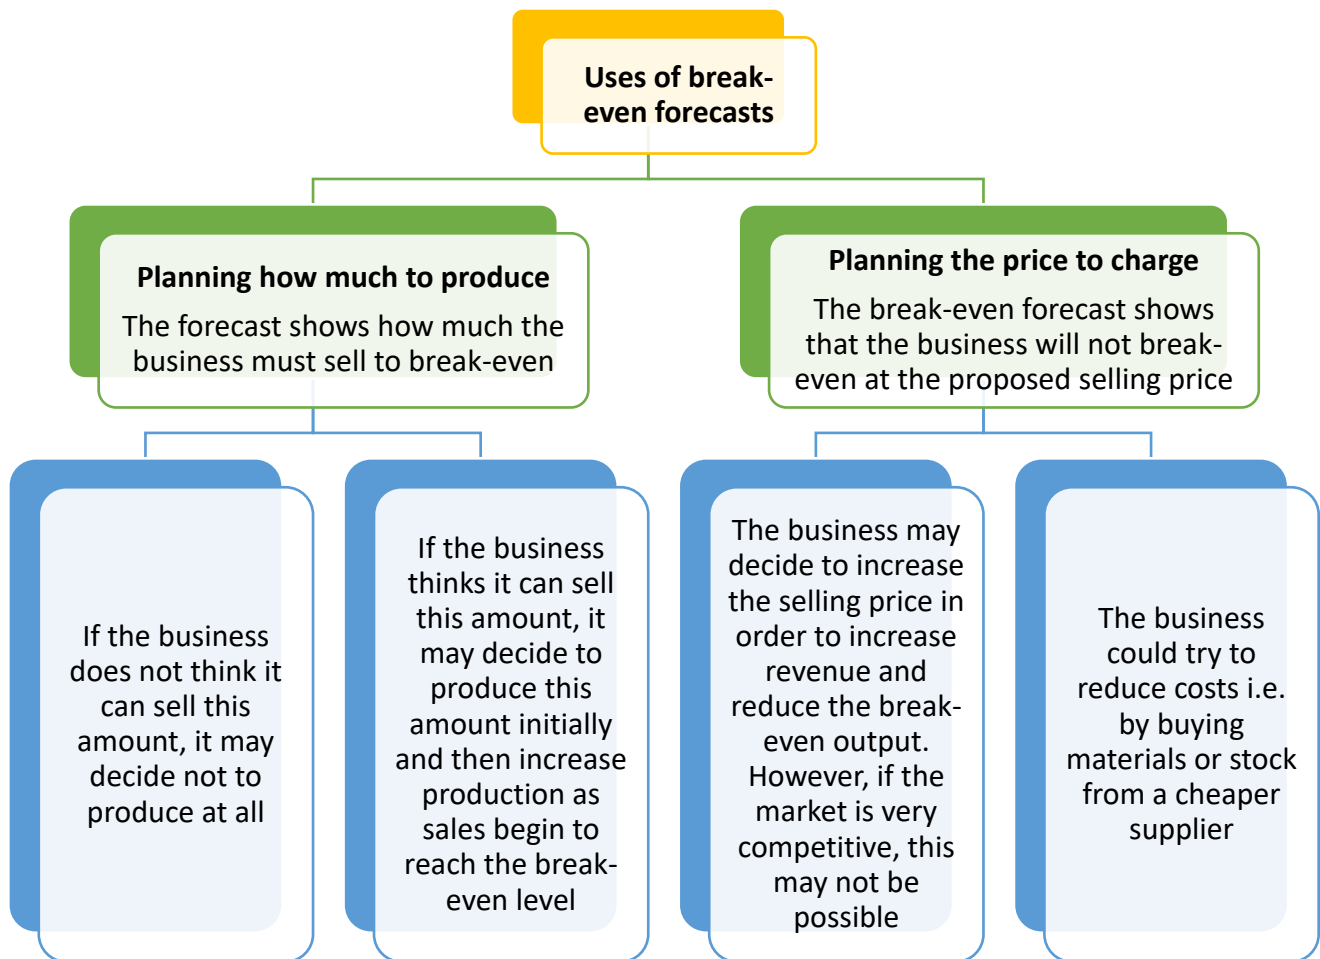 Uses of break-
even forecasts
Planning how much to produce
The forecast shows how much the
business must sell to break-even
Planning the price to charge
The break-even forecast shows
that the business will not break-
even at the proposed selling price
If the business
does not think it
can sell this
amount, it may
decide not to
produce at all
If the business
thinks it can sell
this amount, it
may decide to
produce this
amount initially
and then increase
production as
sales begin to
reach the break-
even level
The business may
decide to increase
the selling price in
order to increase
revenue and
reduce the break-
even output.
However, if the
market is very
competitive, this
may not be
possible
The business
could try to
reduce costs i.e.
by buying
materials or stock
from a cheaper
supplier